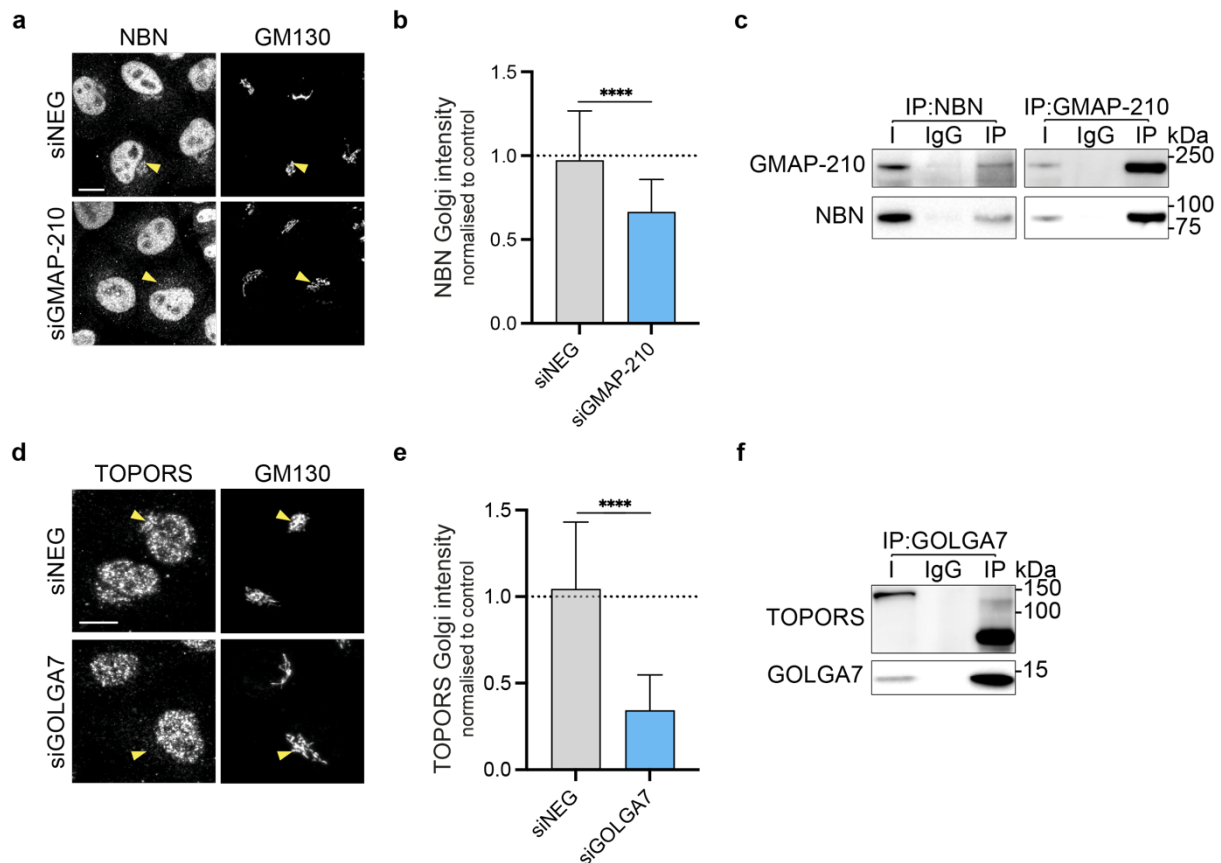 a
NBN GM130
siNEG
siGMAP-210
b
NBN Golgi intensity
normalised to control
1.5
1.0
0.5
0.0
****
siNEG
siGMAP-210
c
IP:NBN IP:GMAP-210
I IgG IP I IgG IP kDa
GMAP-210 -250
NBN -100
-75
d
TOPORS GM130
siNEG
siGOLGA7
e
TOPORS Golgi intensity
normalised to control
1.5
1.0
0.5
0.0
****
siNEG
siGOLGA7
f
IP:GOLGA7
I IgG IP kDa
TOPORS -150
-100
GOLGA7 -15